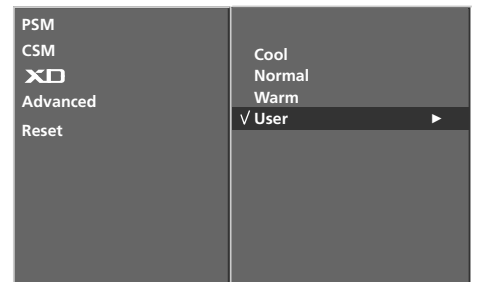 PSM
CSM
XD
Advanced
Reset
Cool
Normal
Warm
√ User ►